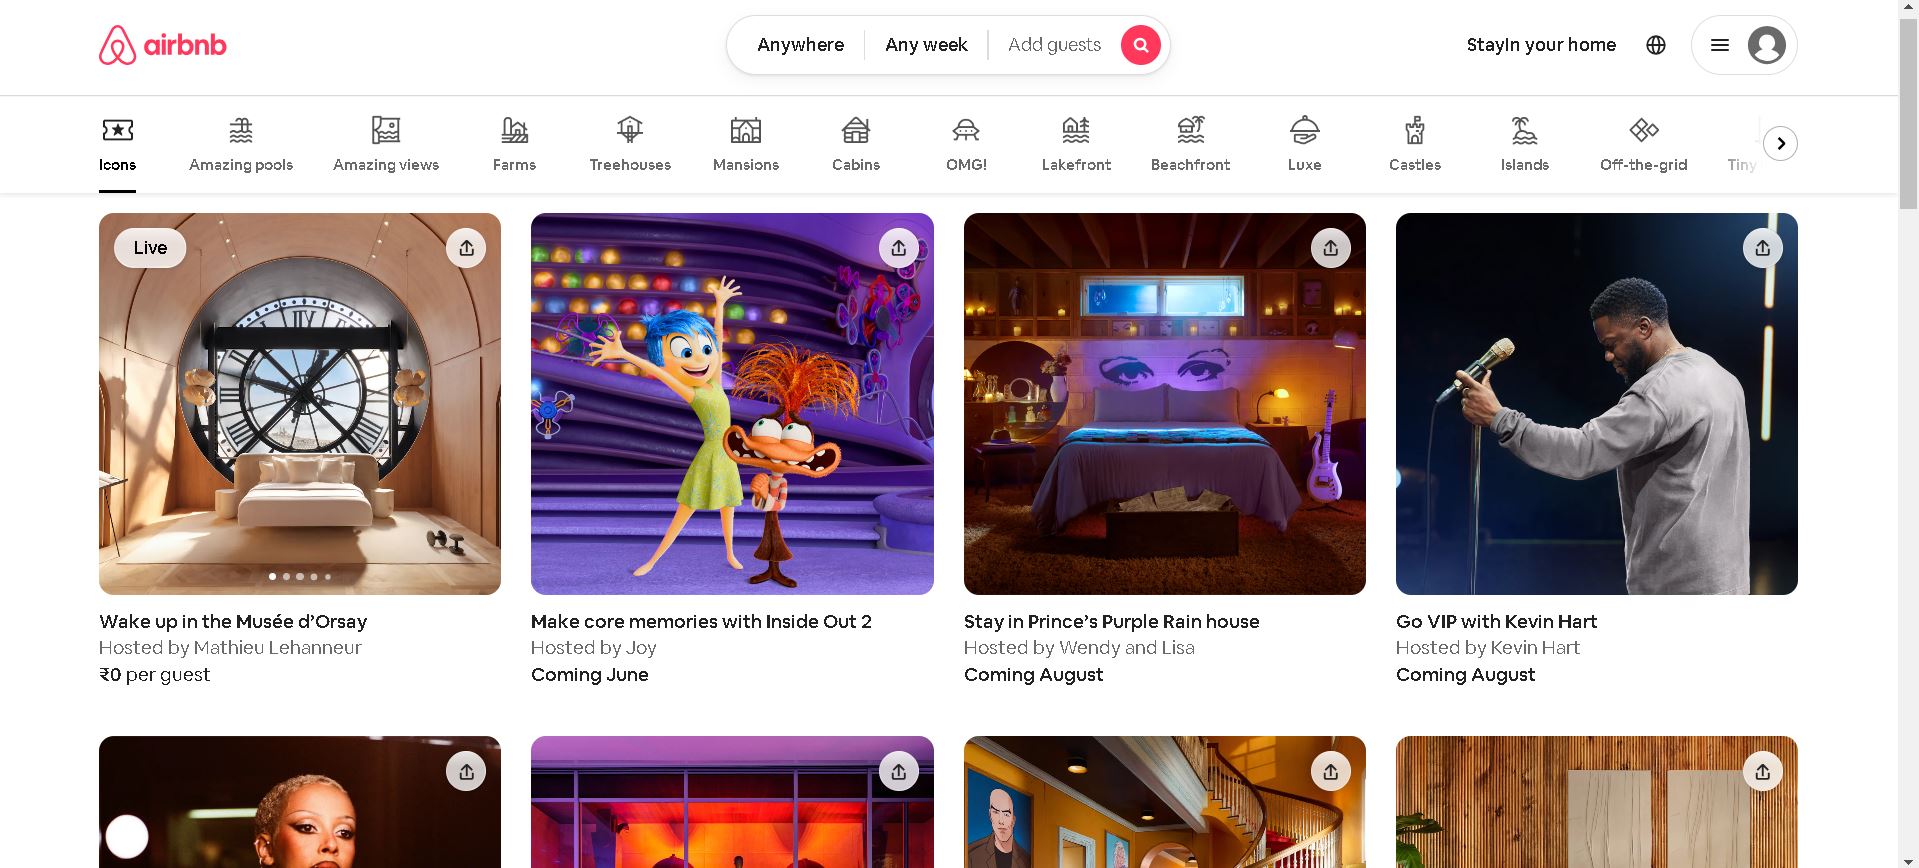 airbnb
Anywhere
Any week
Add guests
StayIn your home
Icons
Amazing pools
Amazing views
Farms
Treehouses
Mansions
Cabins
OMG!
Lakefront
Beachfront
Luxe
Castles
Islands
Off-the-grid
Tiny
Live
Wake up in the Musée d’Orsay
Hosted by Mathieu Lehanneur
₹0 per guest
Make core memories with Inside Out 2
Hosted by Joy
Coming June
Stay in Prince’s Purple Rain house
Hosted by Wendy and Lisa
Coming August
Go VIP with Kevin Hart
Hosted by Kevin Hart
Coming August